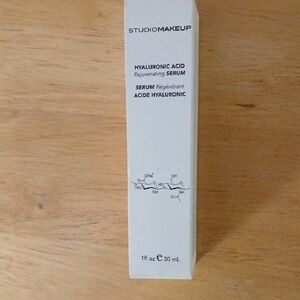 STUDIOMAKEUP
HYALURONIC ACID
Rejuvenating SERUM
SERUM Régénérant
ACIDE HYALURONIC
1fl oz ℮ 30 mL